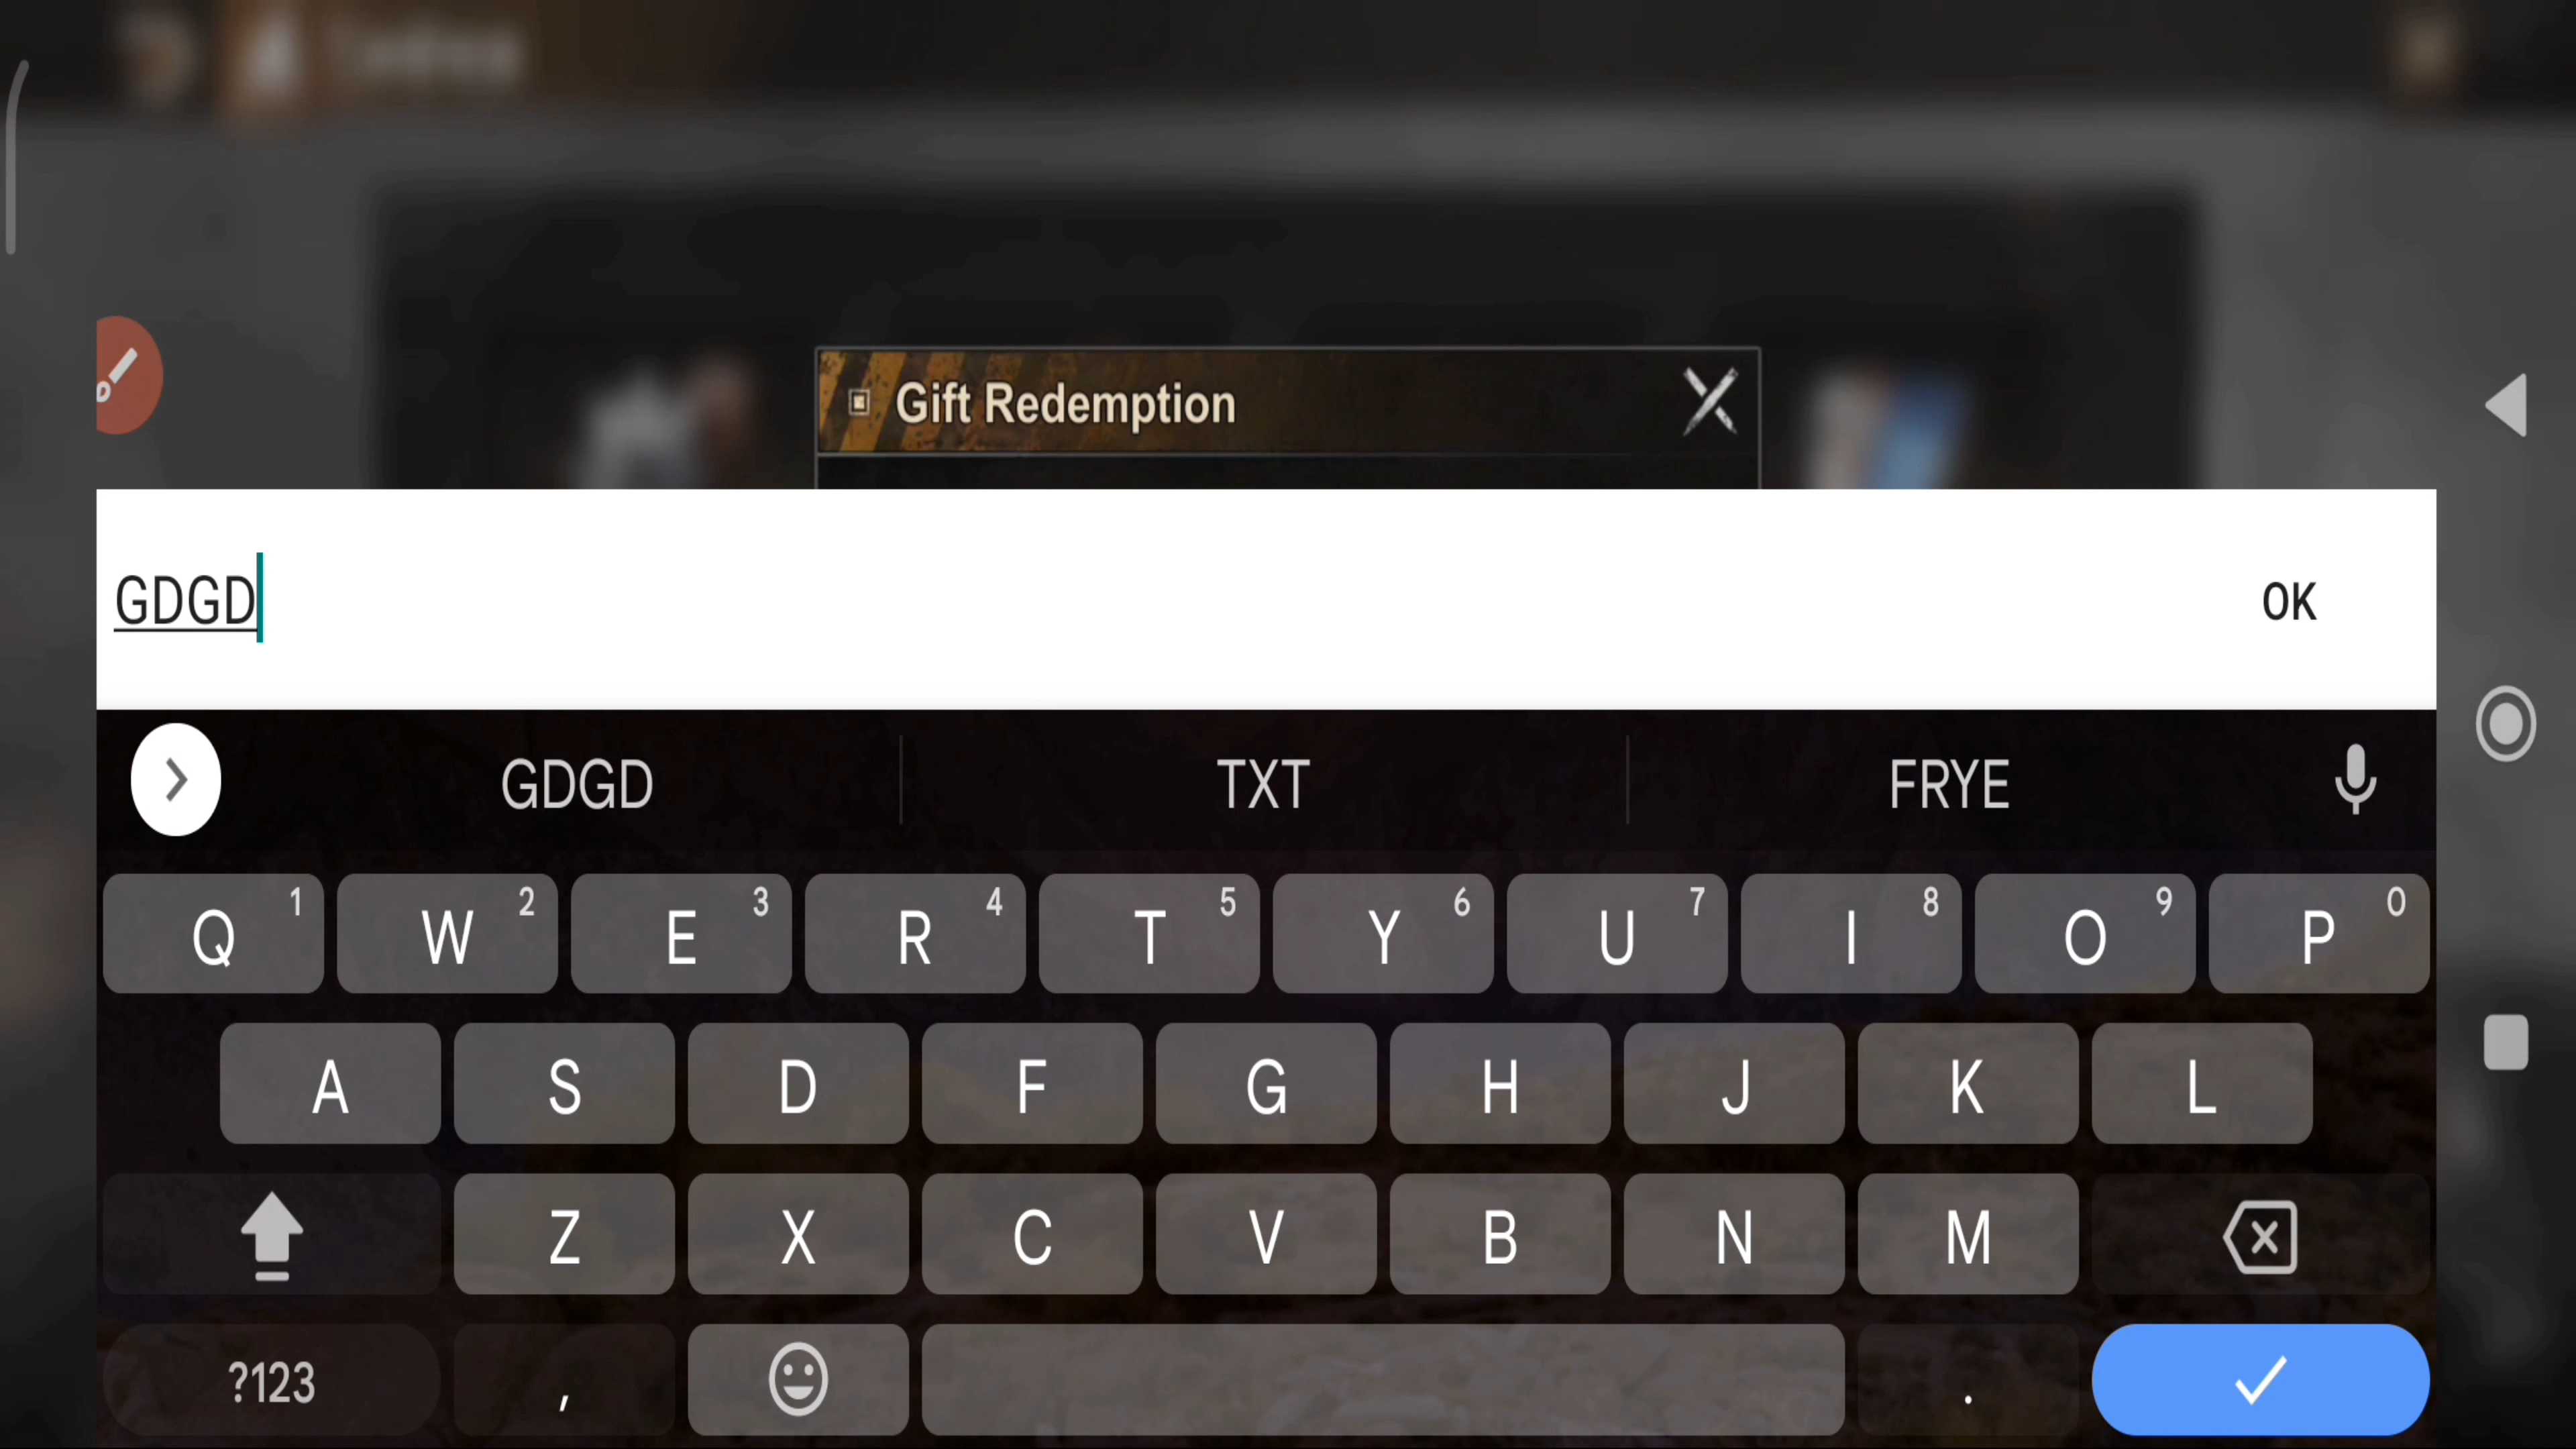 Gift Redemption
GDGD
OK
GDGD TXT FRYE
Q 1 W 2 E 3 R 4 T 5 Y 6 U 7 I 8 O 9 P 0
A S D F G H J K L
Z X C V B N M
?123 , .